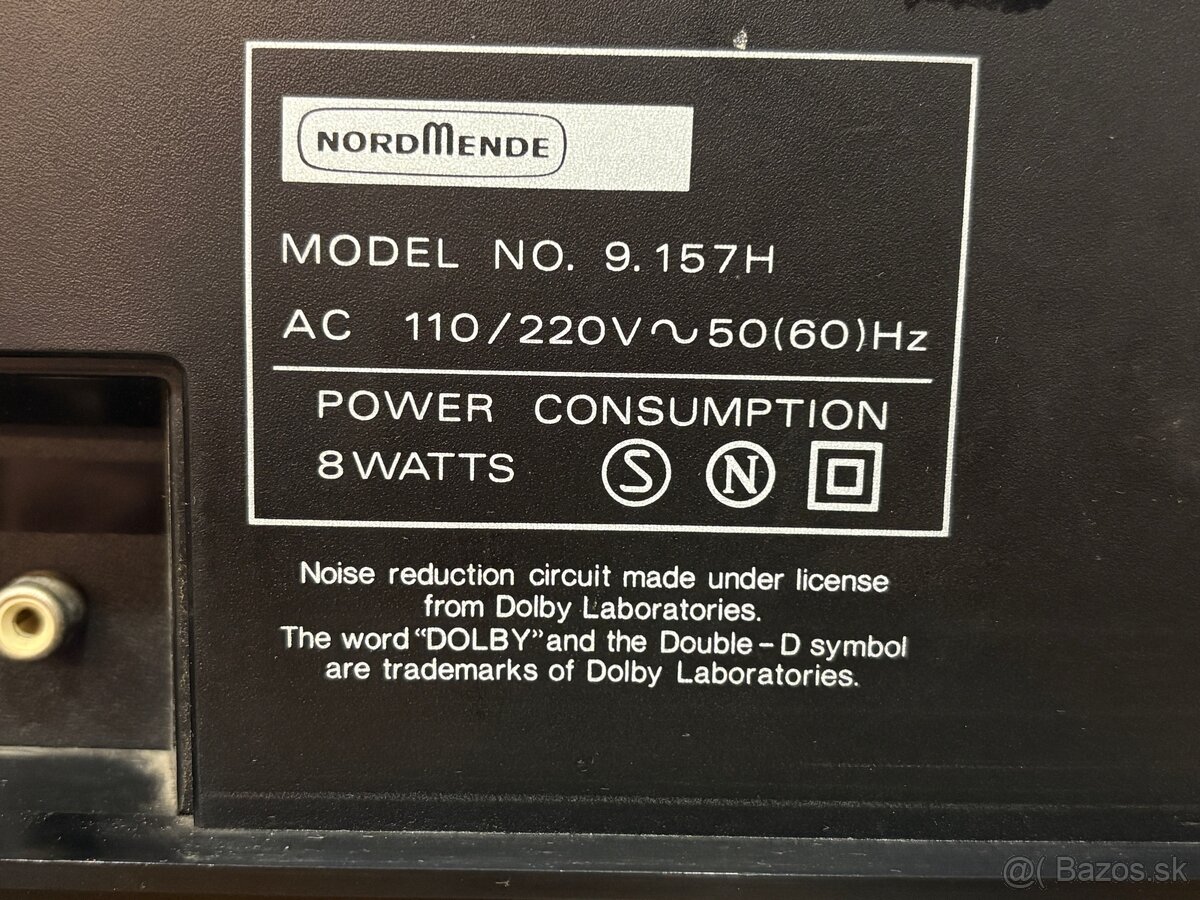 NORDMENDE
MODEL NO. 9.157H
AC 110/220V~50(60)Hz
POWER CONSUMPTION
8 WATTS S N
Noise reduction circuit made under license
from Dolby Laboratories.
The word “DOLBY” and the Double-D symbol
are trademarks of Dolby Laboratories.
@( Bazos.sk